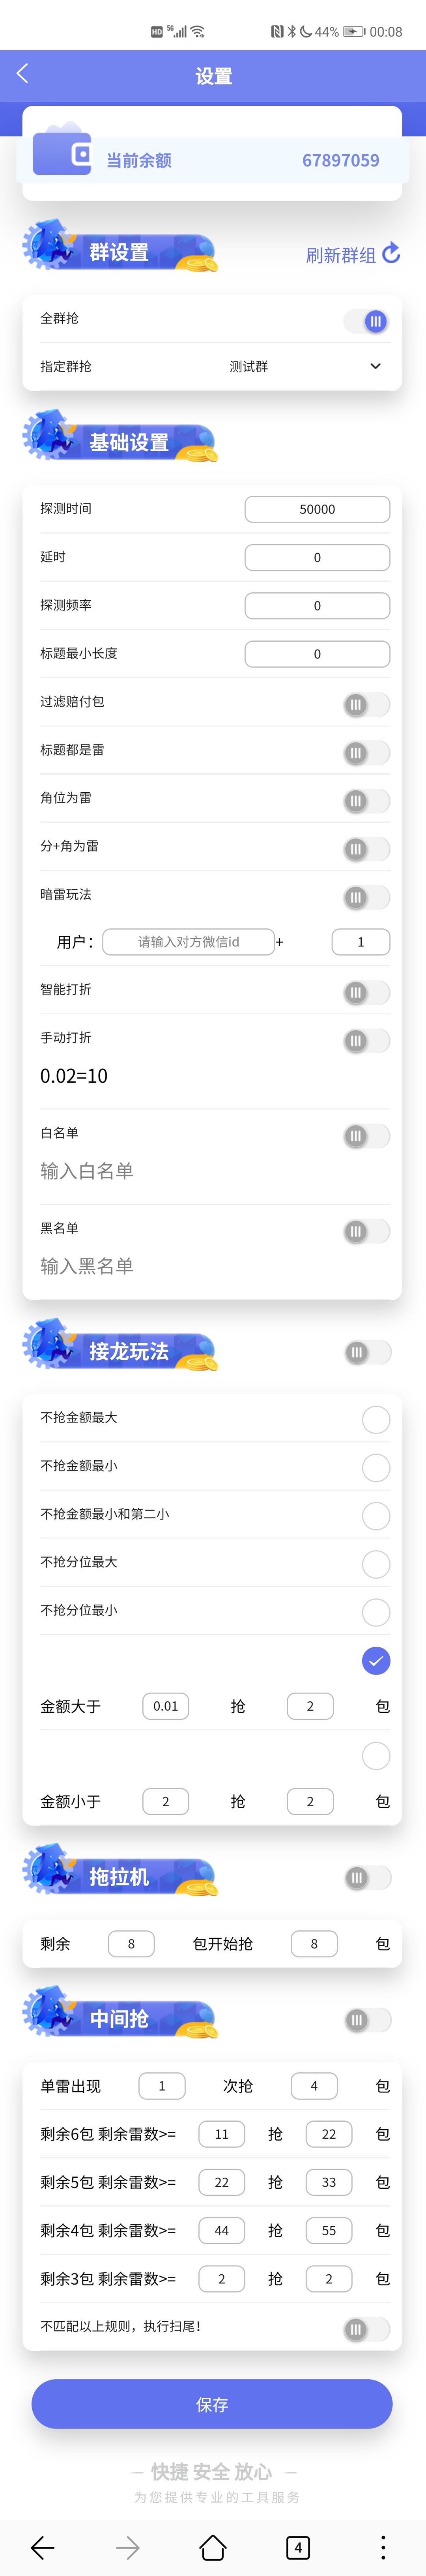 HD 5G 44% 00:08
设置
当前余额 67897059
群设置 刷新群组
全群抢
指定群抢 测试群
基础设置
探测时间 50000
延时 0
探测频率 0
标题最小长度 0
过滤赔付包
标题都是雷
角位为雷
分+角为雷
暗雷玩法
用户： 请输入对方微信id + 1
智能打折
手动打折
0.02=10
白名单
输入白名单
黑名单
输入黑名单
接龙玩法
不抢金额最大
不抢金额最小
不抢金额最小和第二小
不抢分位最大
不抢分位最小
金额大于 0.01 抢 2 包
金额小于 2 抢 2 包
拖拉机
剩余 8 包开始抢 8 包
中间抢
单雷出现 1 次抢 4 包
剩余6包 剩余雷数>= 11 抢 22 包
剩余5包 剩余雷数>= 22 抢 33 包
剩余4包 剩余雷数>= 44 抢 55 包
剩余3包 剩余雷数>= 2 抢 2 包
不匹配以上规则，执行扫尾！
保存
快捷 安全 放心
为您提供专业的工具服务
4